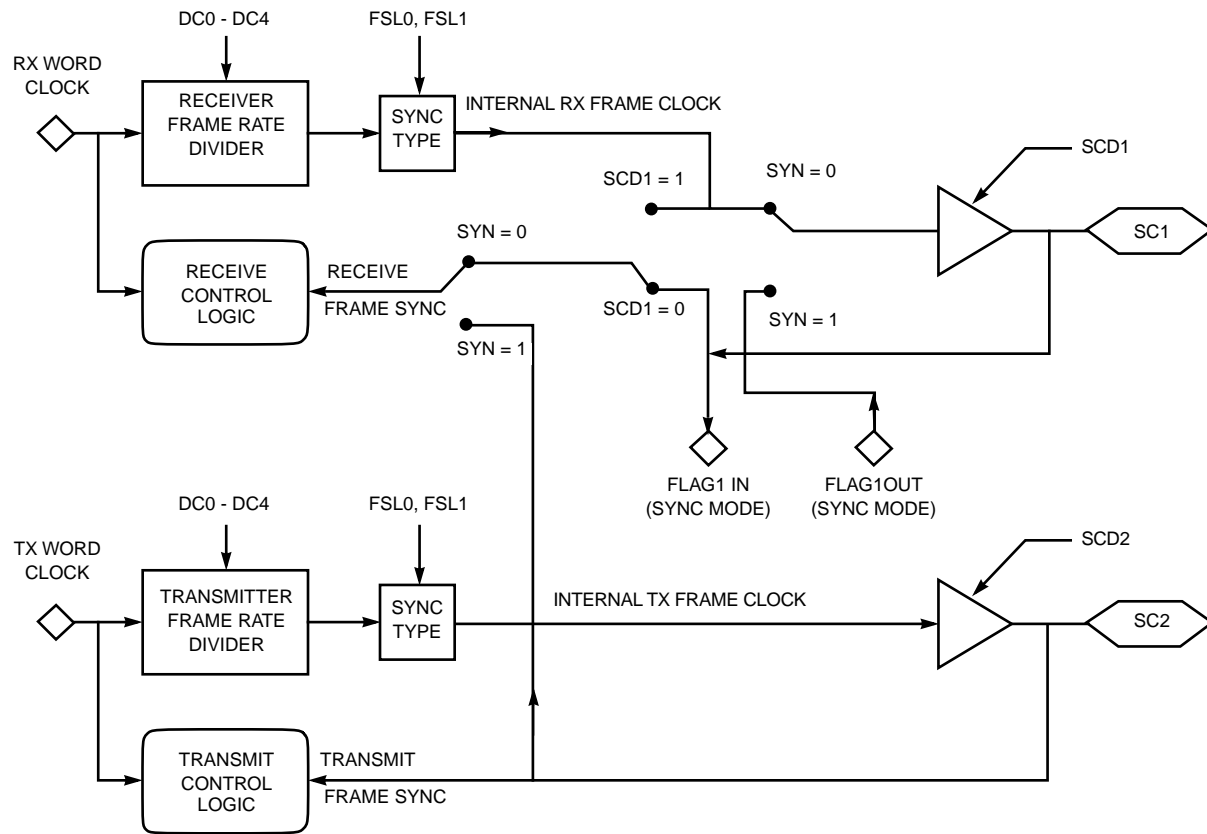 DC0 - DC4
FSL0, FSL1
RX WORD
CLOCK
RECEIVER
FRAME RATE
DIVIDER
SYNC
TYPE
INTERNAL RX FRAME CLOCK
SCD1
SCD1 = 1
SYN = 0
SC1
SYN = 0
RECEIVE
CONTROL
LOGIC
RECEIVE
FRAME SYNC
SCD1 = 0
SYN = 1
SYN = 1
FLAG1 IN
(SYNC MODE)
FLAG1OUT
(SYNC MODE)
DC0 - DC4
FSL0, FSL1
TX WORD
CLOCK
TRANSMITTER
FRAME RATE
DIVIDER
SYNC
TYPE
INTERNAL TX FRAME CLOCK
SCD2
SC2
TRANSMIT
CONTROL
LOGIC
TRANSMIT
FRAME SYNC